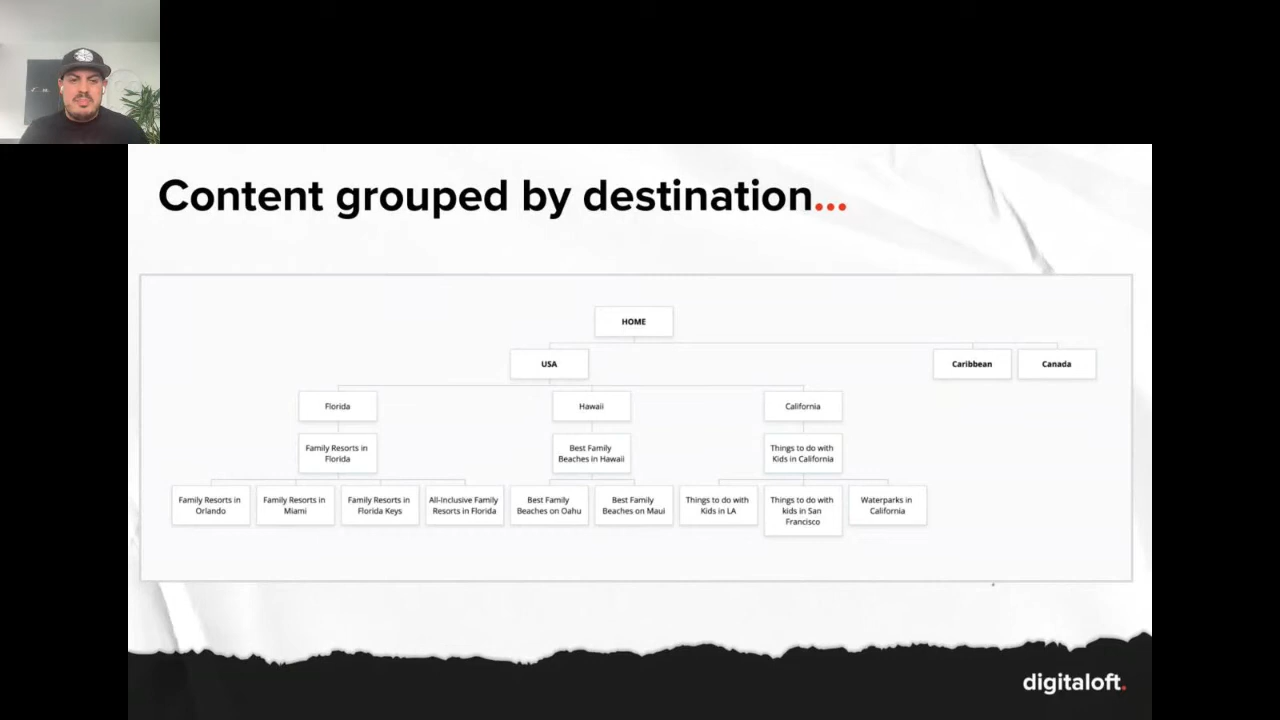 Content grouped by destination...
HOME
USA
Caribbean
Canada
Florida
Hawaii
California
Family Resorts in
Florida
Best Family
Beaches in Hawaii
Things to do with
Kids in California
Family Resorts in
Orlando
Family Resorts in
Miami
Family Resorts in
Florida Keys
All-Inclusive Family
Resorts in Florida
Best Family
Beaches on Oahu
Best Family
Beaches on Maui
Things to do with
Kids in LA
Things to do with
kids in San
Francisco
Waterparks in
California
digitaloft.